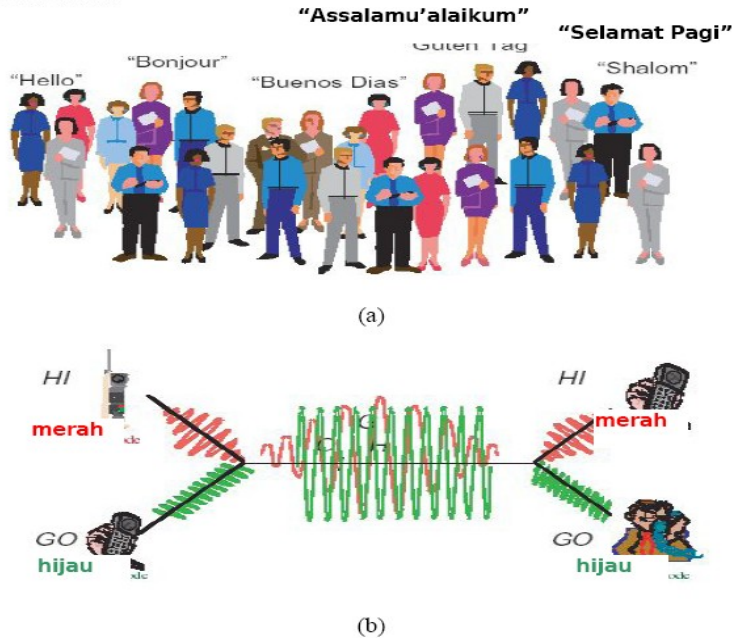 “Assalamu’alaikum”
“Selamat Pagi”
Guten Tag
“Bonjour”
“Shalom”
“Hello”
“Buenos Dias”
(a)
HI
HI
merah
merah
GO
GO
hijau
hijau
(b)